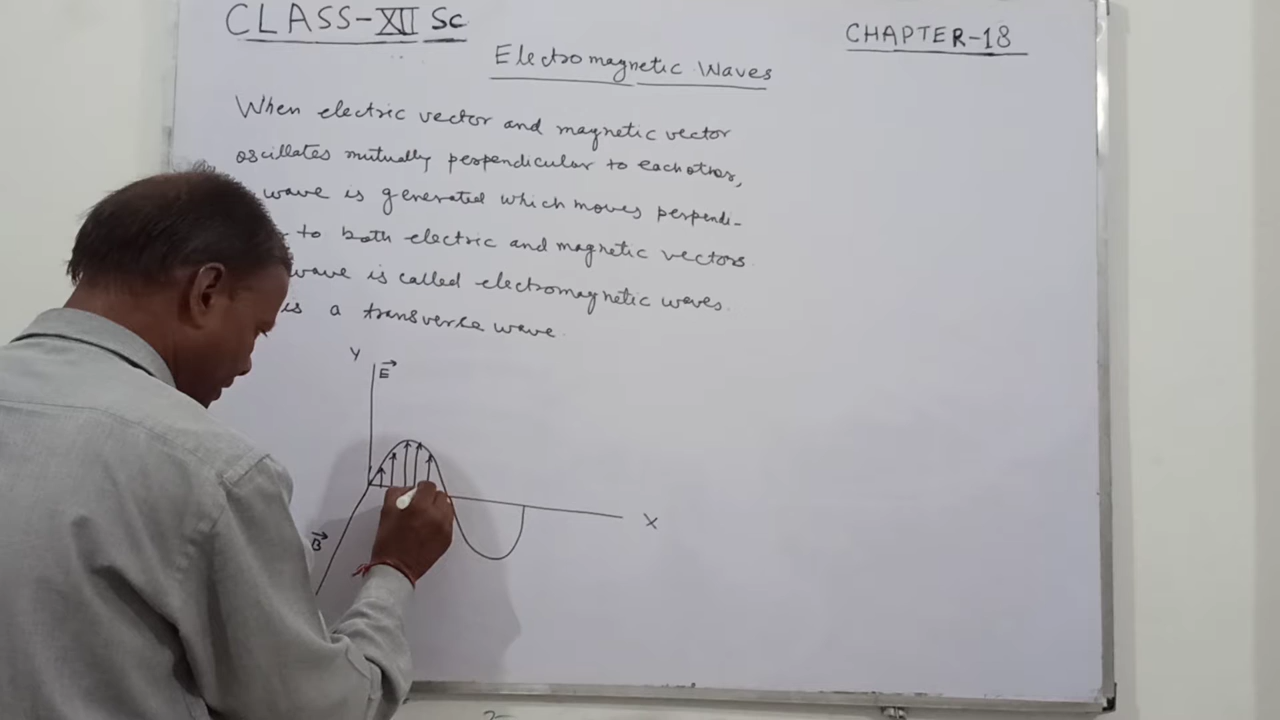 CLASS-XII Sc
CHAPTER-18
Electromagnetic Waves
When electric vector and magnetic vector
oscillates mutually perpendicular to each other,
wave is generated which moves perpendi-
to both electric and magnetic vectors.
wave is called electromagnetic waves.
is a transverse wave.
Y
E
X
B